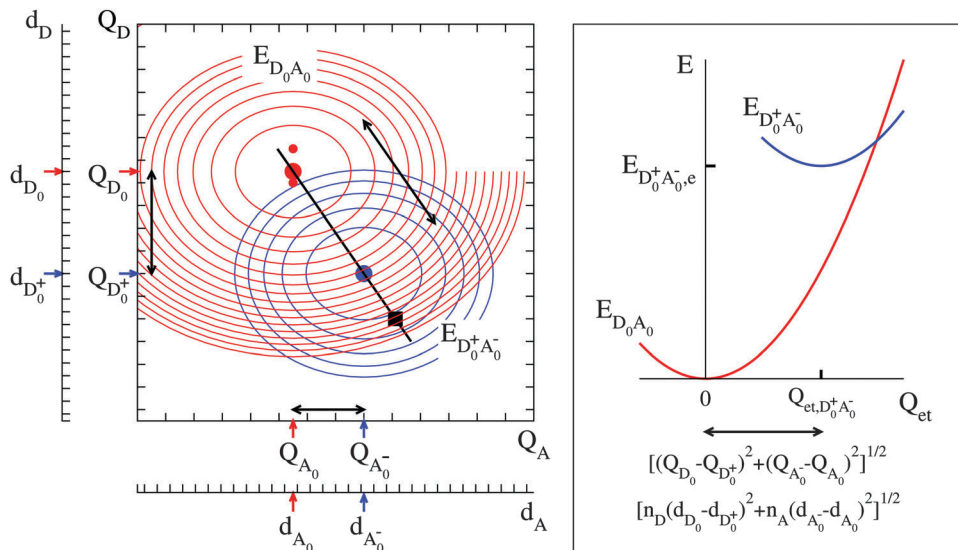 d_D
Q_D
E_{D_0A_0}
d_{D_0}
Q_{D_0}
d_{D_0^+}
Q_{D_0^+}
E_{D_0^+A_0^-}
Q_{A_0}
Q_{A_0^-}
Q_A
d_{A_0}
d_{A_0^-}
d_A
E
E_{D_0^+A_0^-}
E_{D_0^+A_0^-,e}
E_{D_0A_0}
0
Q_{et,D_0^+A_0^-}
Q_{et}
[(Q_{D_0}-Q_{D_0^+})^2+(Q_{A_0^-}-Q_{A_0})^2]^{1/2}
[n_D(d_{D_0}-d_{D_0^+})^2+n_A(d_{A_0^-}-d_{A_0})^2]^{1/2}